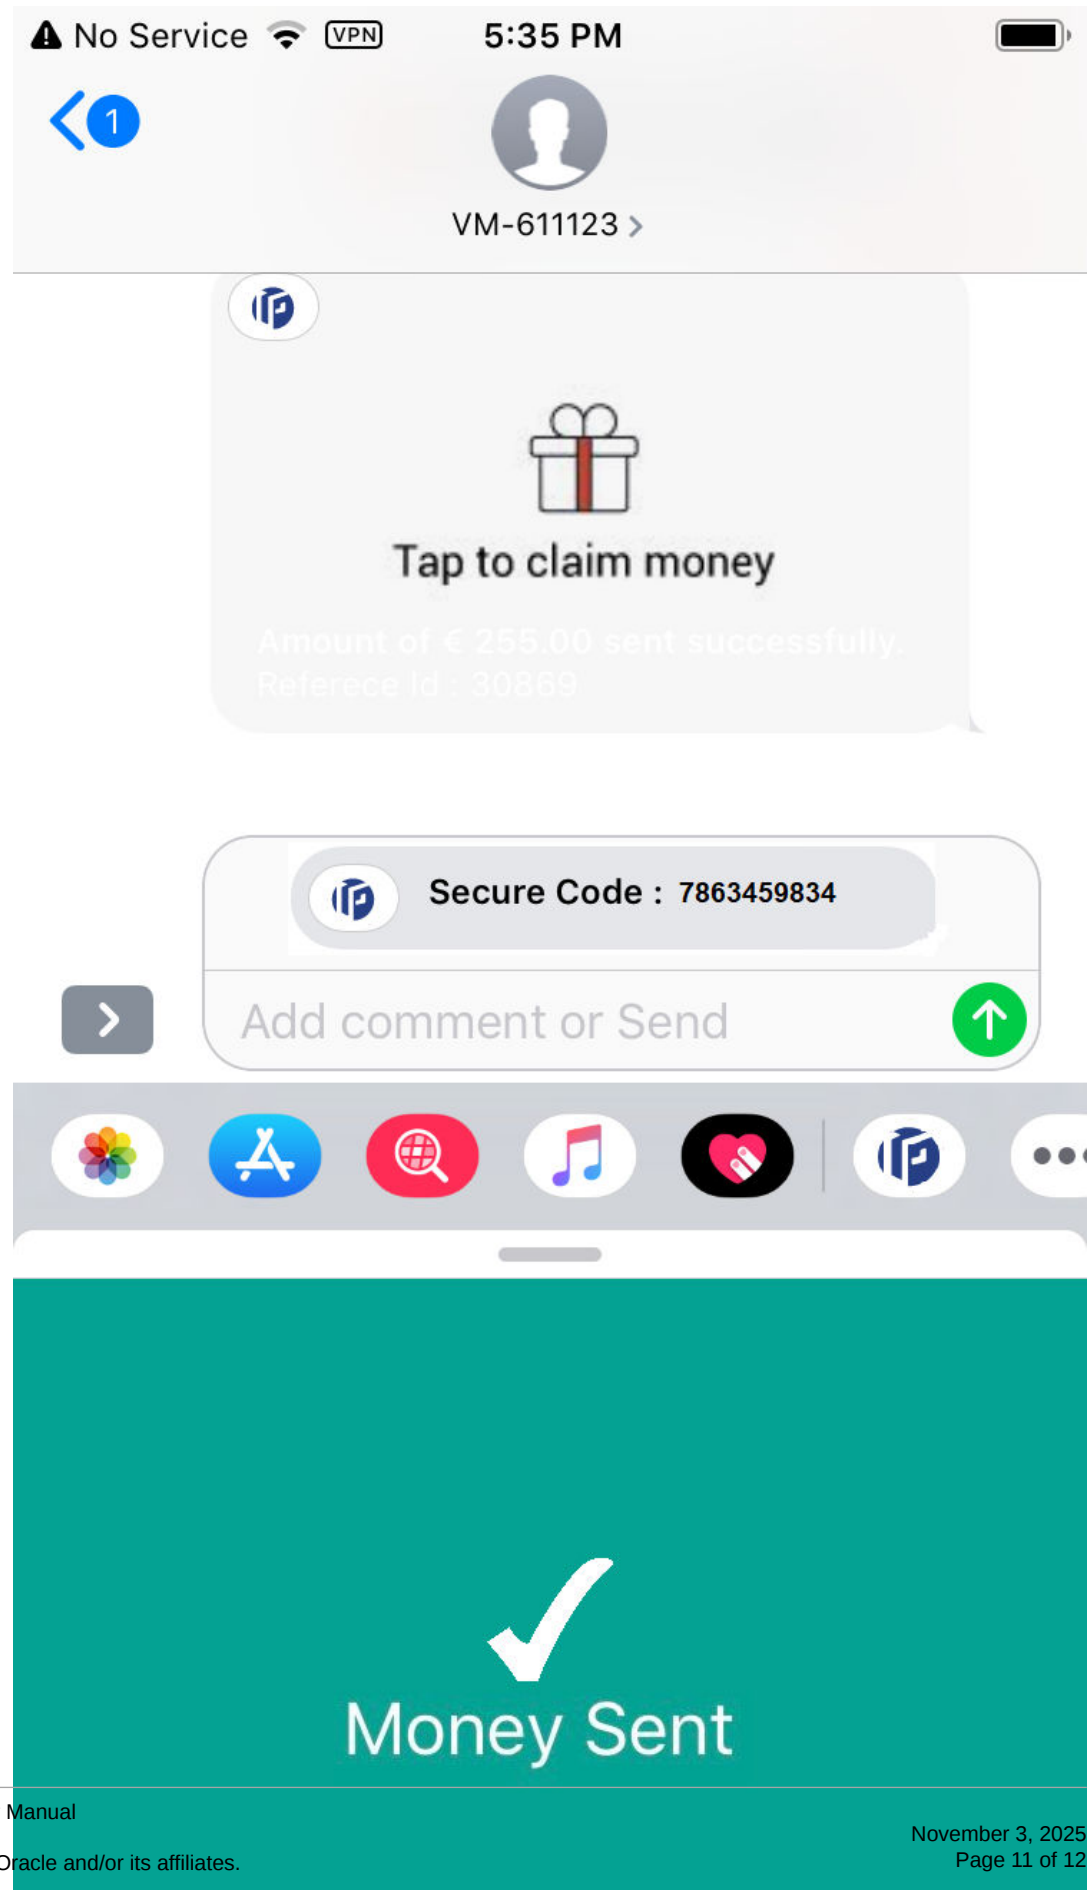 No Service VPN 5:35 PM
1
VM-611123
Tap to claim money
Amount of € 255.00 sent successfully.
Referece Id : 30869
Secure Code : 7863459834
Add comment or Send
Money Sent
Manual
November 3, 2025
Oracle and/or its affiliates.
Page 11 of 12